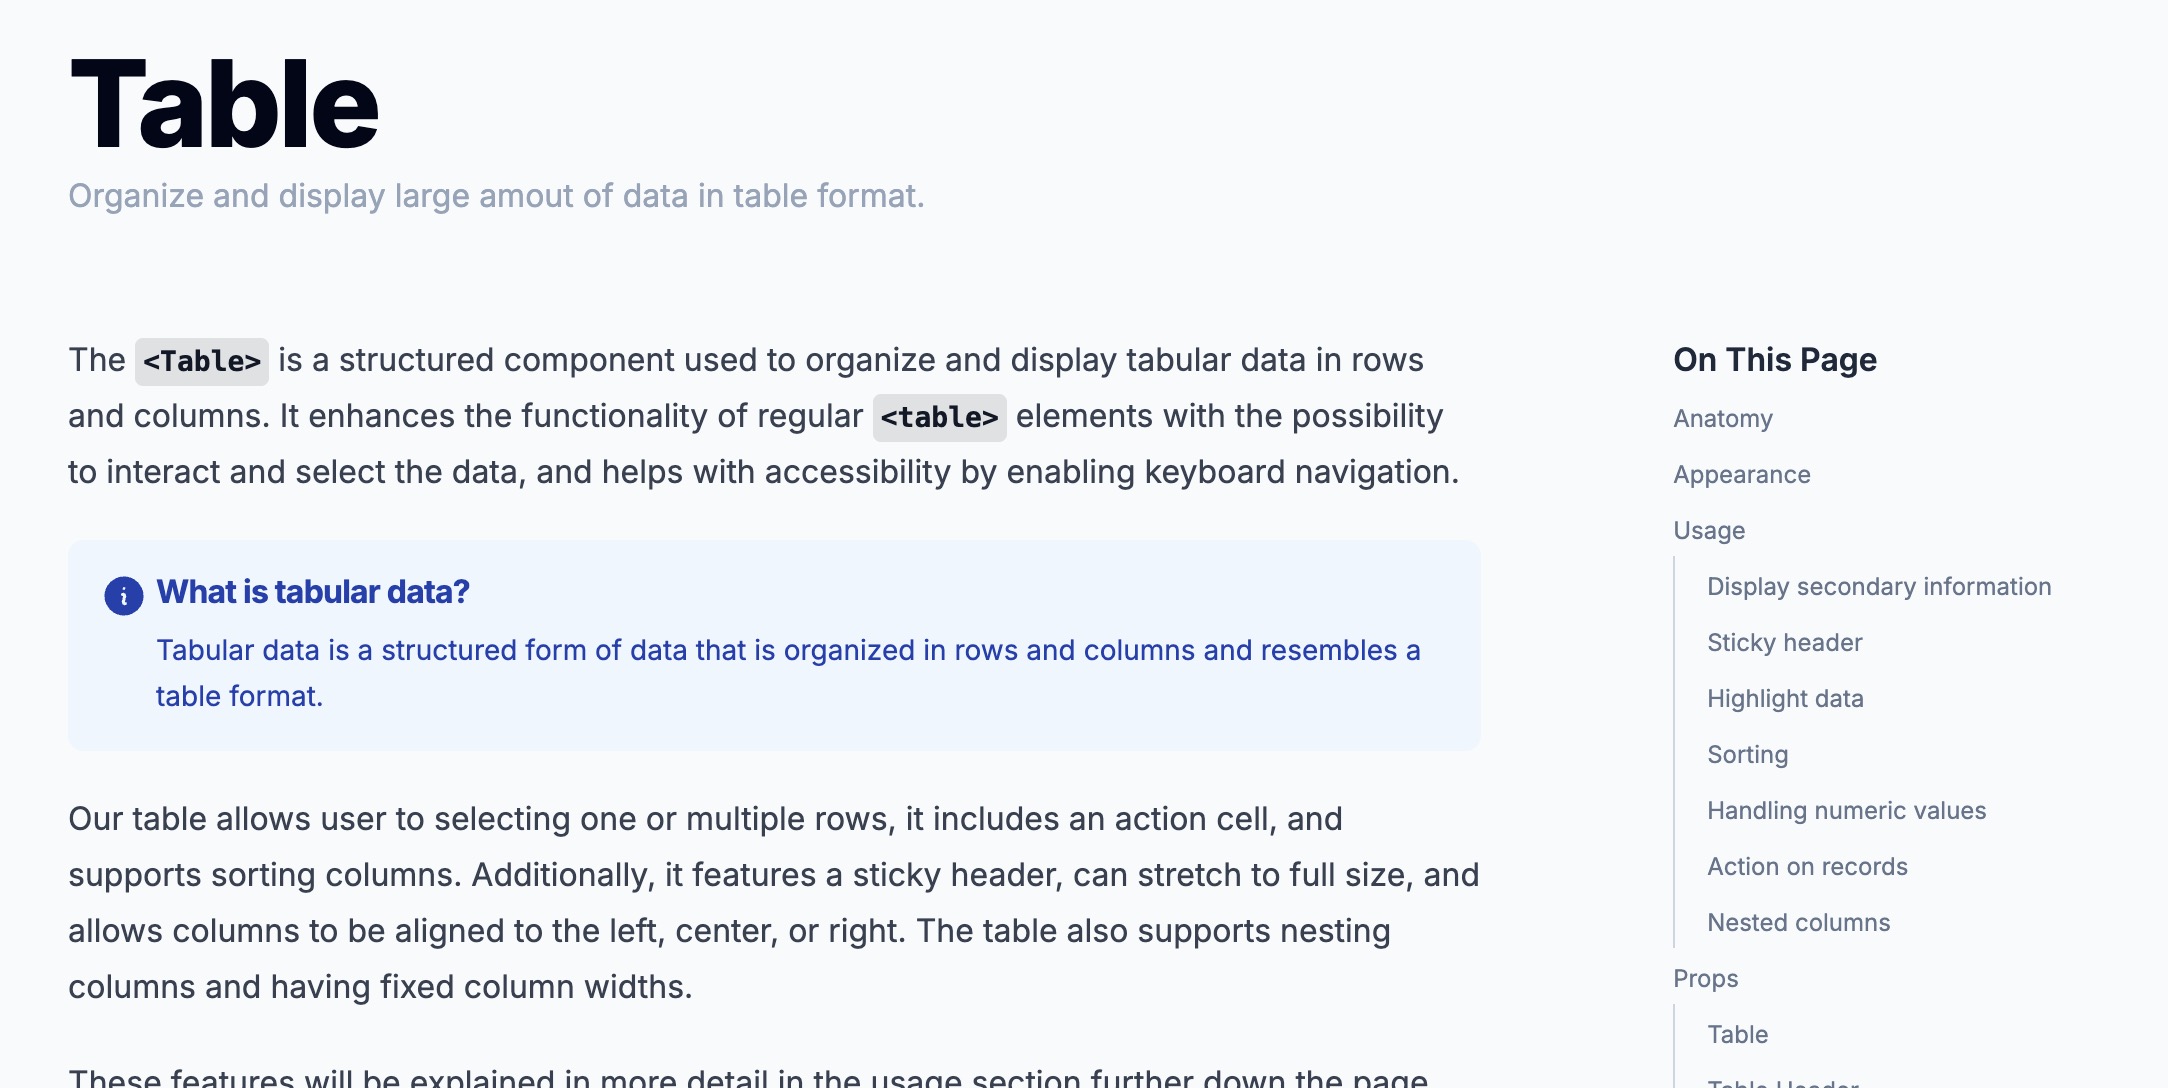 Table
Organize and display large amout of data in table format.
The <Table> is a structured component used to organize and display tabular data in rows
and columns. It enhances the functionality of regular <table> elements with the possibility
to interact and select the data, and helps with accessibility by enabling keyboard navigation.
What is tabular data?
Tabular data is a structured form of data that is organized in rows and columns and resembles a
table format.
Our table allows user to selecting one or multiple rows, it includes an action cell, and
supports sorting columns. Additionally, it features a sticky header, can stretch to full size, and
allows columns to be aligned to the left, center, or right. The table also supports nesting
columns and having fixed column widths.
These features will be explained in more detail in the usage section further down the page
On This Page
Anatomy
Appearance
Usage
Display secondary information
Sticky header
Highlight data
Sorting
Handling numeric values
Action on records
Nested columns
Props
Table
Table Header